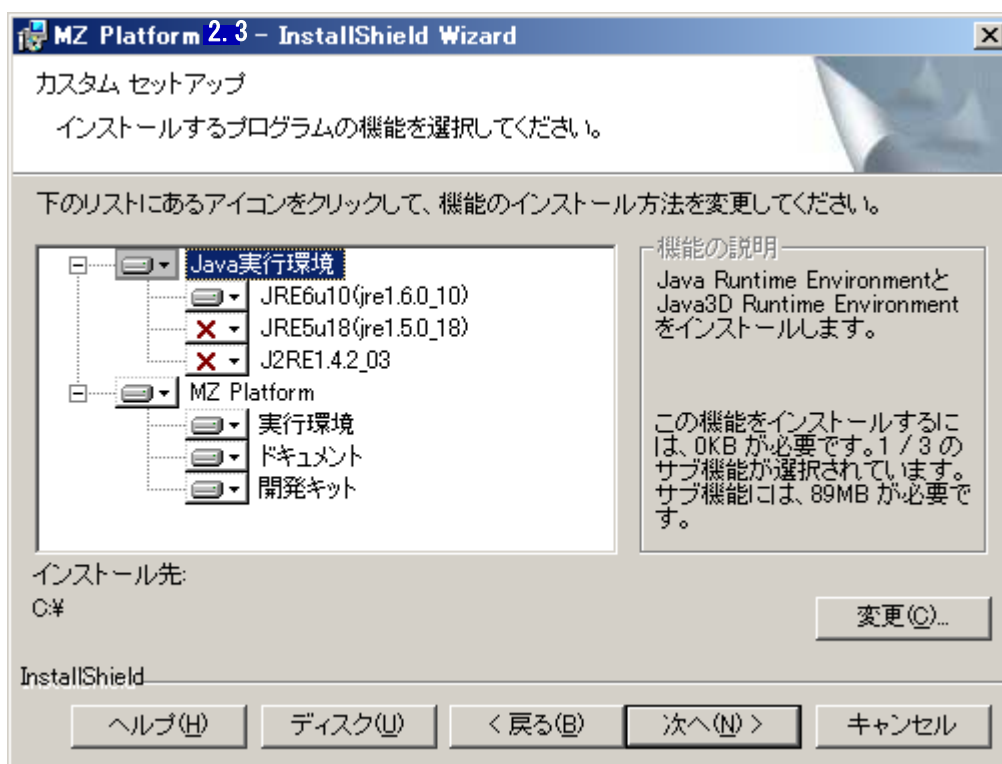 MZ Platform 2.3 - InstallShield Wizard
カスタム セットアップ
インストールするプログラムの機能を選択してください。
下のリストにあるアイコンをクリックして、機能のインストール方法を変更してください。
Java実行環境
JRE6u10(jre1.6.0_10)
JRE5u18(jre1.5.0_18)
J2RE1.4.2_03
MZ Platform
実行環境
ドキュメント
開発キット
機能の説明
Java Runtime Environmentと
Java3D Runtime Environment
をインストールします。
この機能をインストールするに
は、0KB が必要です。1 / 3 の
サブ機能が選択されています。
サブ機能には、89MB が必要で
す。
インストール先:
C:¥
変更(C)...
InstallShield
ヘルプ(H)
ディスク(U)
< 戻る(B)
次へ(N) >
キャンセル